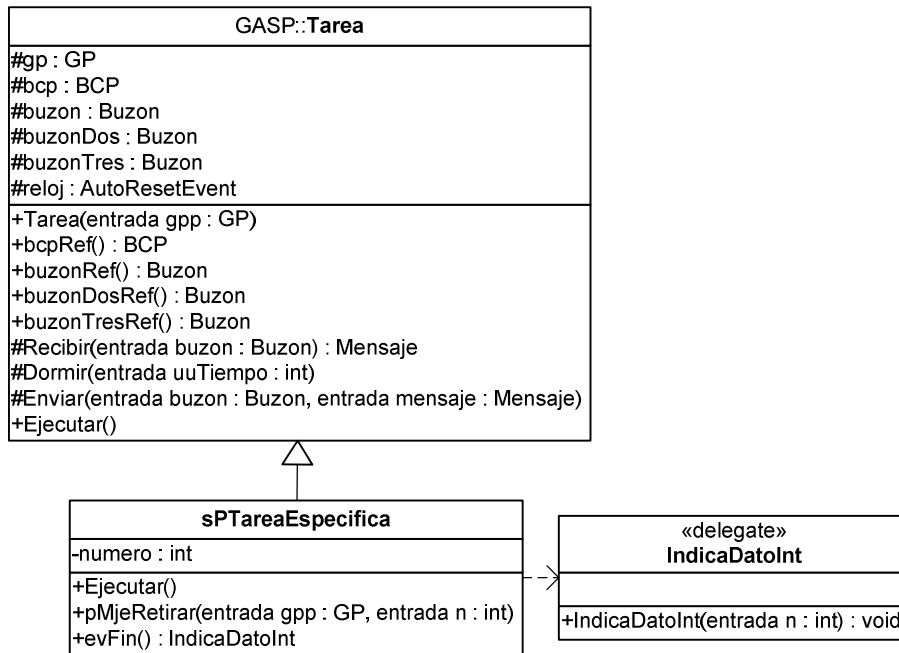 GASP::Tarea
#gp : GP
#bcp : BCP
#buzon : Buzon
#buzonDos : Buzon
#buzonTres : Buzon
#reloj : AutoResetEvent
+Tarea(entrada gpp : GP)
+bcpRef() : BCP
+buzonRef() : Buzon
+buzonDosRef() : Buzon
+buzonTresRef() : Buzon
#Recibir(entrada buzon : Buzon) : Mensaje
#Dormir(entrada uuTiempo : int)
#Enviar(entrada buzon : Buzon, entrada mensaje : Mensaje)
+Ejecutar()
sPTareaEspecifica
-numero : int
+Ejecutar()
+pMjeRetirar(entrada gpp : GP, entrada n : int)
+evFin() : IndicaDatoInt
«delegate»
IndicaDatoInt
+IndicaDatoInt(entrada n : int) : void